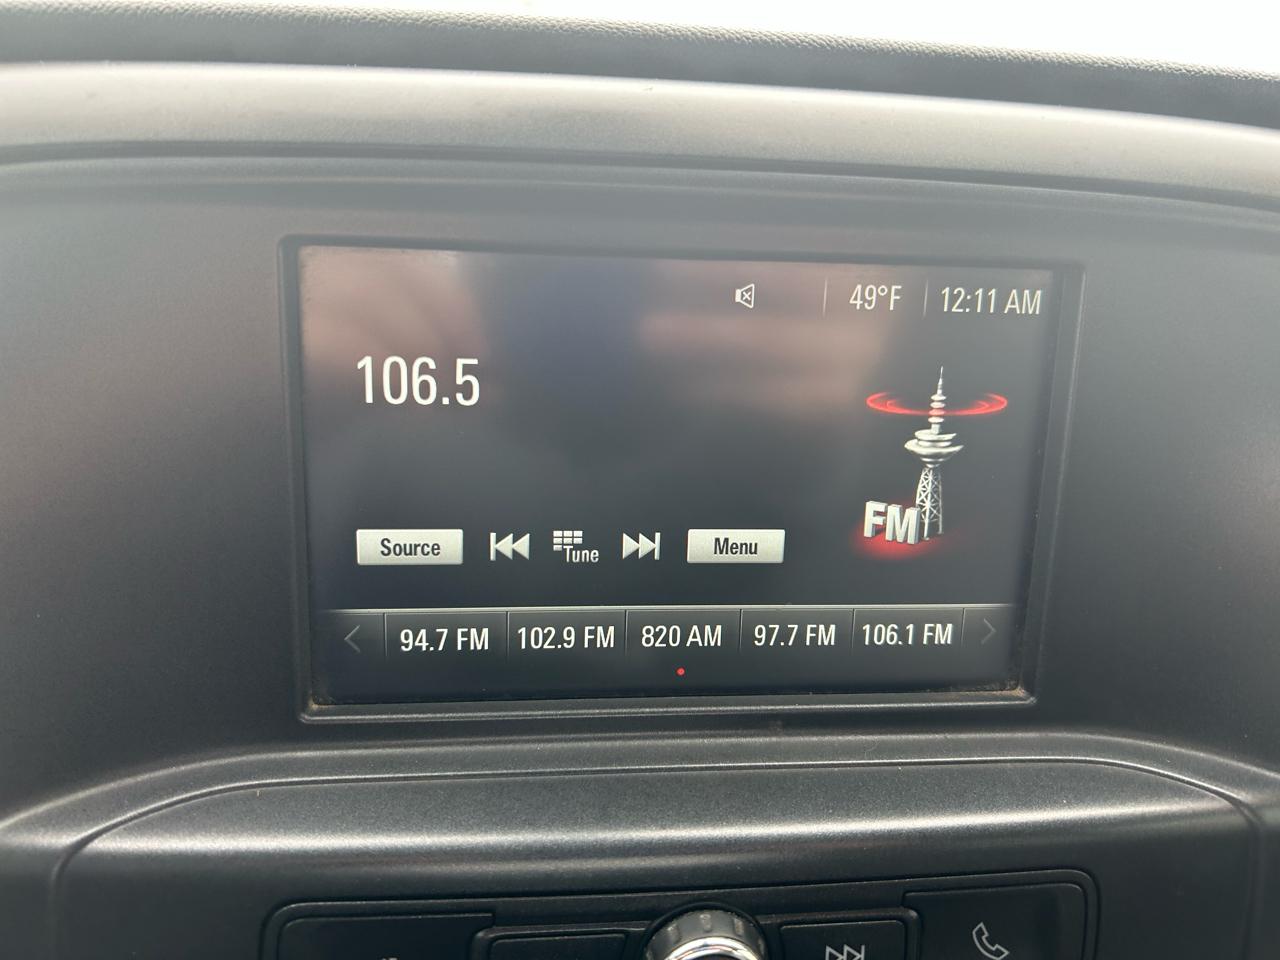 49°F 12:11 AM
106.5
FM
Source Tune Menu
94.7 FM 102.9 FM 820 AM 97.7 FM 106.1 FM